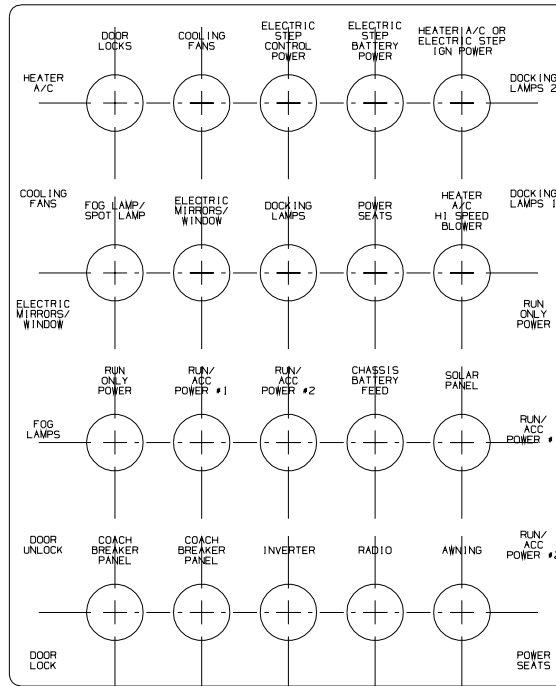 DOOR
LOCKS
COOLING
FANS
ELECTRIC
STEP
CONTROL
POWER
ELECTRIC
STEP
BATTERY
POWER
HEATER A/C OR
ELECTRIC STEP
IGN POWER
HEATER
A/C
DOCKING
LAMPS 2
COOLING
FANS
FOG LAMP/
SPOT LAMP
ELECTRIC
MIRRORS/
WINDOW
DOCKING
LAMPS
POWER
SEATS
HEATER
A/C
HI SPEED
BLOWER
DOCKING
LAMPS 1
ELECTRIC
MIRRORS/
WINDOW
RUN
ONLY
POWER
RUN
ONLY
POWER
RUN/
ACC
POWER #1
RUN/
ACC
POWER #2
CHASSIS
BATTERY
FEED
SOLAR
PANEL
FOG
LAMPS
RUN/
ACC
POWER #
DOOR
UNLOCK
COACH
BREAKER
PANEL
COACH
BREAKER
PANEL
INVERTER
RADIO
AWNING
RUN/
ACC
POWER #2
DOOR
LOCK
POWER
SEATS